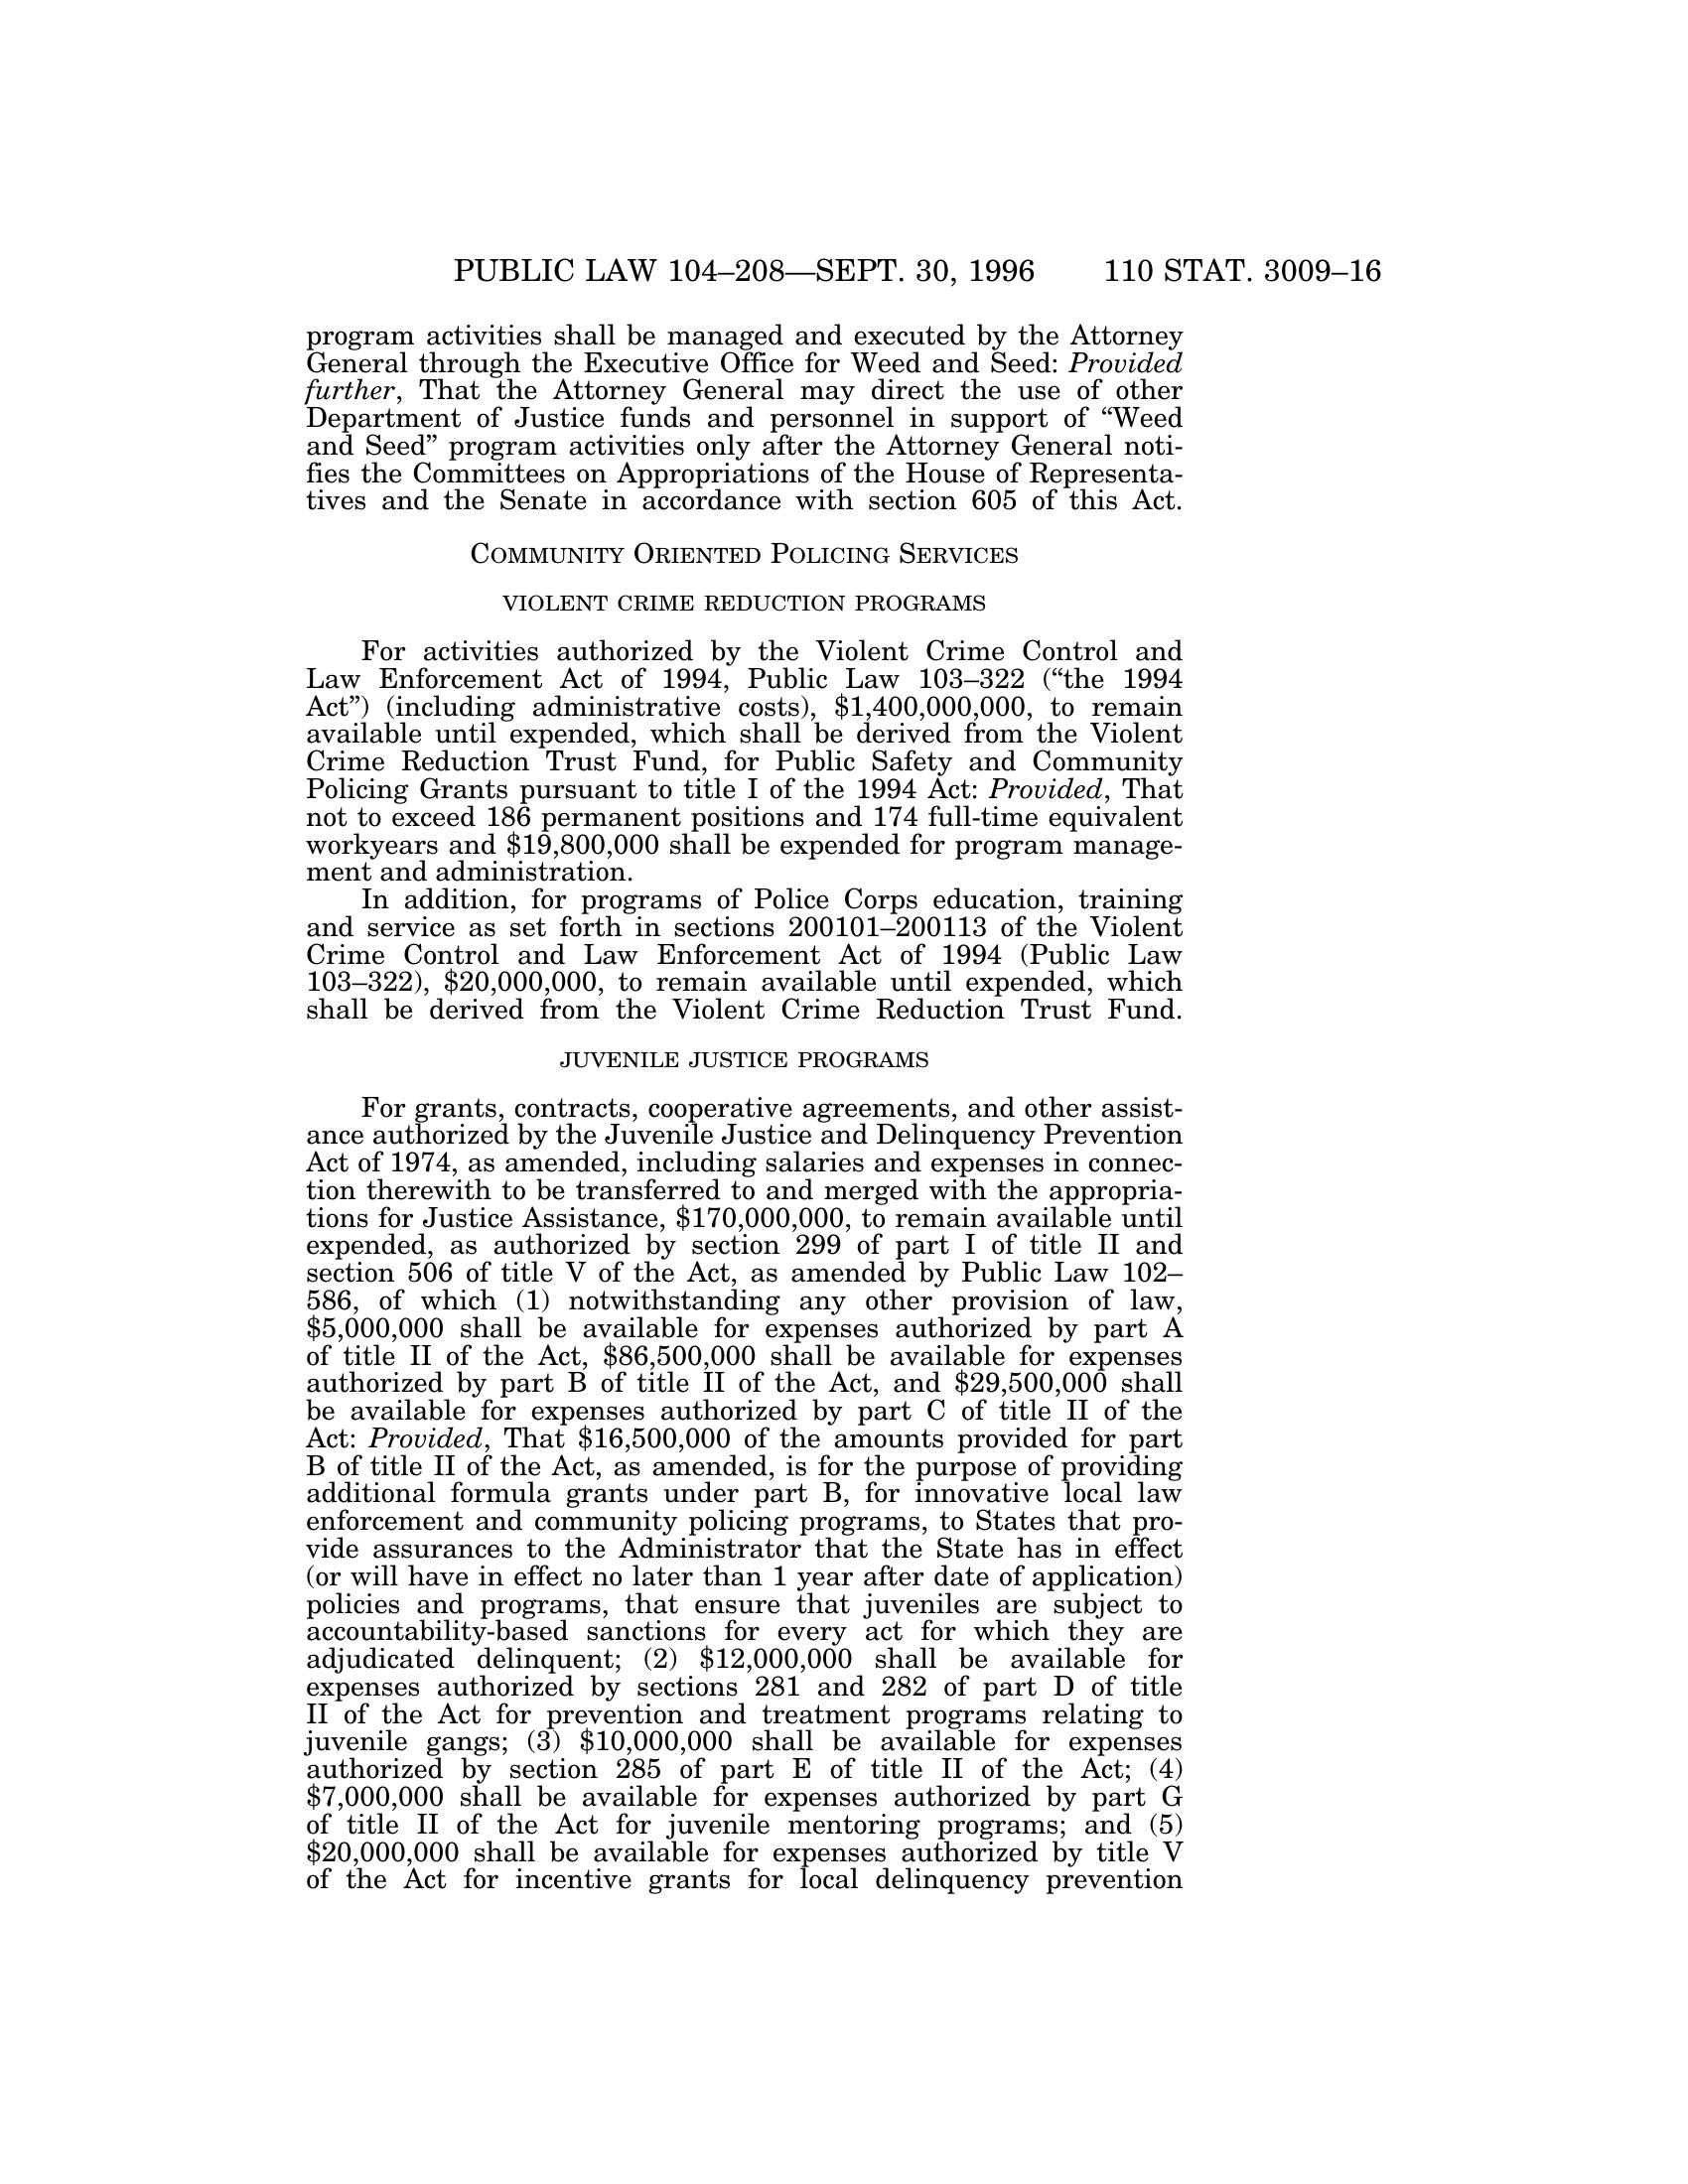 PUBLIC LAW 104–208—SEPT. 30, 1996 110 STAT. 3009–16
program activities shall be managed and executed by the Attorney
General through the Executive Office for Weed and Seed: Provided
further, That the Attorney General may direct the use of other
Department of Justice funds and personnel in support of “Weed
and Seed” program activities only after the Attorney General noti-
fies the Committees on Appropriations of the House of Representa-
tives and the Senate in accordance with section 605 of this Act.
COMMUNITY ORIENTED POLICING SERVICES
VIOLENT CRIME REDUCTION PROGRAMS
For activities authorized by the Violent Crime Control and
Law Enforcement Act of 1994, Public Law 103–322 (“the 1994
Act”) (including administrative costs), $1,400,000,000, to remain
available until expended, which shall be derived from the Violent
Crime Reduction Trust Fund, for Public Safety and Community
Policing Grants pursuant to title I of the 1994 Act: Provided, That
not to exceed 186 permanent positions and 174 full-time equivalent
workyears and $19,800,000 shall be expended for program manage-
ment and administration.
In addition, for programs of Police Corps education, training
and service as set forth in sections 200101–200113 of the Violent
Crime Control and Law Enforcement Act of 1994 (Public Law
103–322), $20,000,000, to remain available until expended, which
shall be derived from the Violent Crime Reduction Trust Fund.
JUVENILE JUSTICE PROGRAMS
For grants, contracts, cooperative agreements, and other assist-
ance authorized by the Juvenile Justice and Delinquency Prevention
Act of 1974, as amended, including salaries and expenses in connec-
tion therewith to be transferred to and merged with the appropria-
tions for Justice Assistance, $170,000,000, to remain available until
expended, as authorized by section 299 of part I of title II and
section 506 of title V of the Act, as amended by Public Law 102–
586, of which (1) notwithstanding any other provision of law,
$5,000,000 shall be available for expenses authorized by part A
of title II of the Act, $86,500,000 shall be available for expenses
authorized by part B of title II of the Act, and $29,500,000 shall
be available for expenses authorized by part C of title II of the
Act: Provided, That $16,500,000 of the amounts provided for part
B of title II of the Act, as amended, is for the purpose of providing
additional formula grants under part B, for innovative local law
enforcement and community policing programs, to States that pro-
vide assurances to the Administrator that the State has in effect
(or will have in effect no later than 1 year after date of application)
policies and programs, that ensure that juveniles are subject to
accountability-based sanctions for every act for which they are
adjudicated delinquent; (2) $12,000,000 shall be available for
expenses authorized by sections 281 and 282 of part D of title
II of the Act for prevention and treatment programs relating to
juvenile gangs; (3) $10,000,000 shall be available for expenses
authorized by section 285 of part E of title II of the Act; (4)
$7,000,000 shall be available for expenses authorized by part G
of title II of the Act for juvenile mentoring programs; and (5)
$20,000,000 shall be available for expenses authorized by title V
of the Act for incentive grants for local delinquency prevention